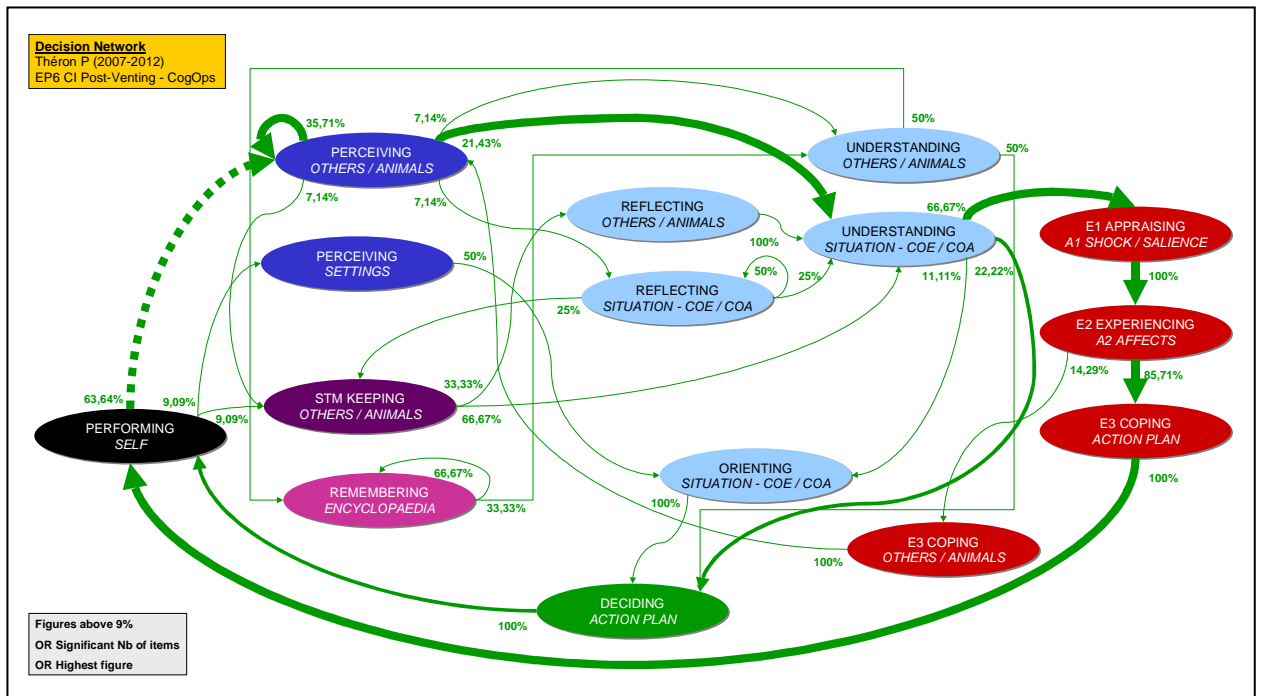 Decision Network
Théron P (2007-2012)
EP6 CI Post-Venting - CogOps
35,71%
PERCEIVING
OTHERS / ANIMALS
7,14%
21,43%
7,14%
7,14%
50%
UNDERSTANDING
OTHERS / ANIMALS
50%
REFLECTING
OTHERS / ANIMALS
100%
66,67%
UNDERSTANDING
SITUATION - COE / COA
11,11%
22,22%
E1 APPRAISING
A1 SHOCK / SALIENCE
100%
PERCEIVING
SETTINGS
50%
50%
25%
REFLECTING
SITUATION - COE / COA
25%
E2 EXPERIENCING
A2 AFFECTS
14,29%
85,71%
63,64%
9,09%
9,09%
PERFORMING
SELF
STM KEEPING
OTHERS / ANIMALS
33,33%
66,67%
E3 COPING
ACTION PLAN
100%
66,67%
REMEMBERING
ENCYCLOPAEDIA
33,33%
ORIENTING
SITUATION - COE / COA
100%
E3 COPING
OTHERS / ANIMALS
100%
DECIDING
ACTION PLAN
100%
Figures above 9%
OR Significant Nb of items
OR Highest figure